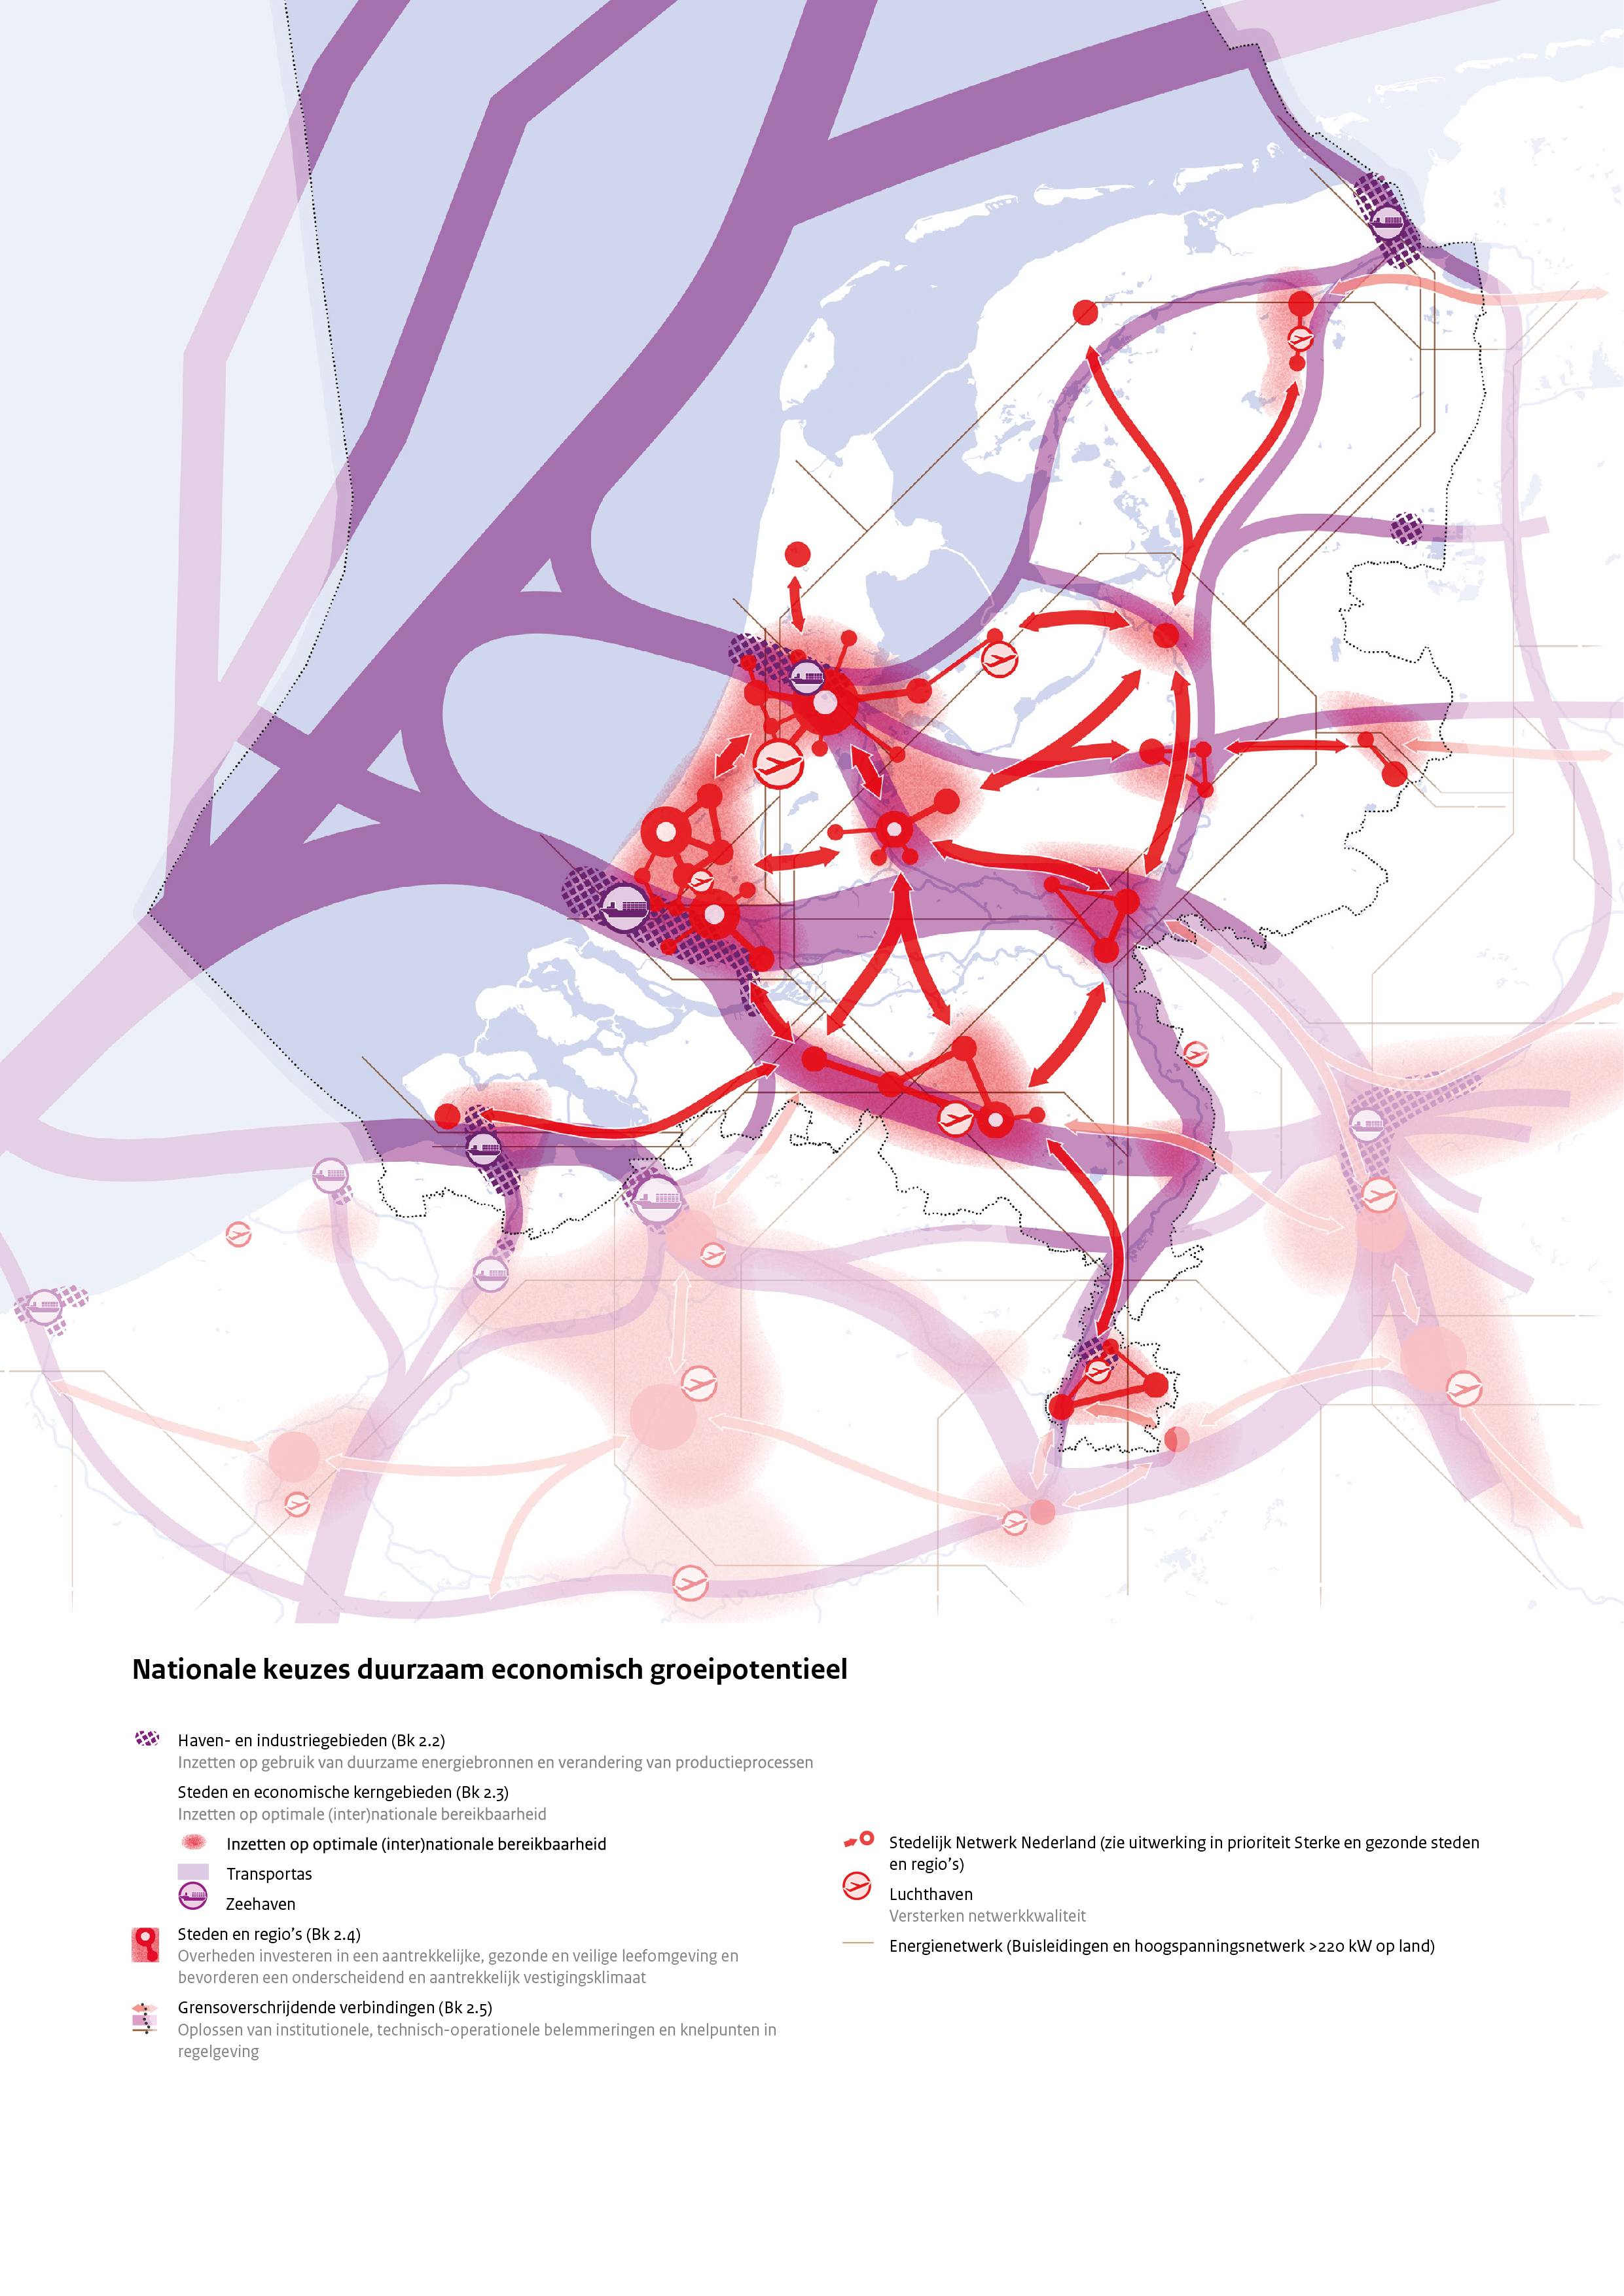 Nationale keuzes duurzaam economisch groeipotentieel
Haven- en industriegebieden (Bk 2.2)
Inzetten op gebruik van duurzame energiebronnen en verandering van productieprocessen
Steden en economische kerngebieden (Bk 2.3)
Inzetten op optimale (inter)nationale bereikbaarheid
Inzetten op optimale (inter)nationale bereikbaarheid
Transportas
Zeehaven
Steden en regio's (Bk 2.4)
Overheden investeren in een aantrekkelijke, gezonde en veilige leefomgeving en
bevorderen een onderscheidend en aantrekkelijk vestigingsklimaat
Grensoverschrijdende verbindingen (Bk 2.5)
Oplossen van institutionele, technisch-operationele belemmeringen en knelpunten in
regelgeving
Stedelijk Netwerk Nederland (zie uitwerking in prioriteit Sterke en gezonde steden
en regio's)
Luchthaven
Versterken netwerkkwaliteit
Energienetwerk (Buisleidingen en hoogspanningsnetwerk >220 kW op land)